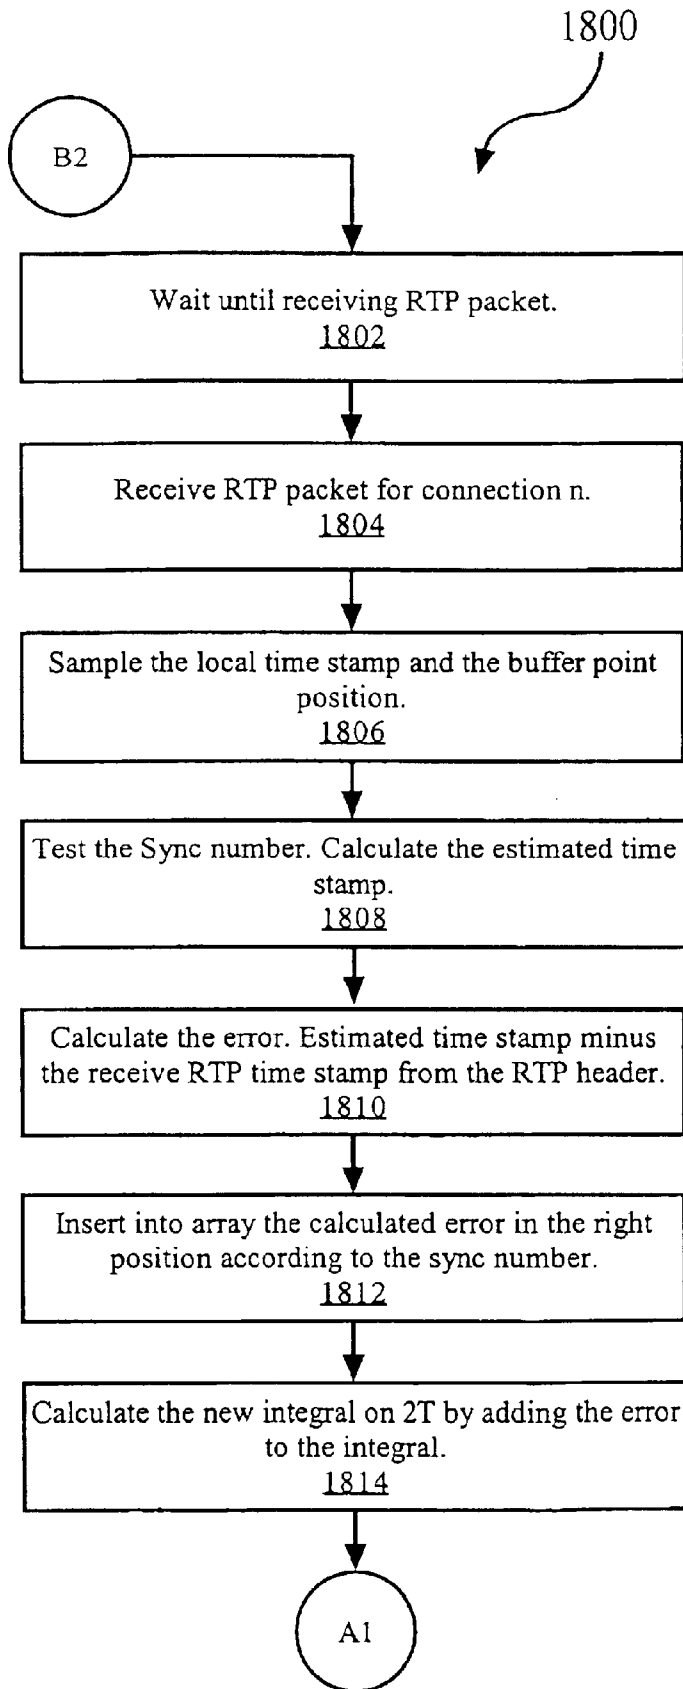 1800
B2
Wait until receiving RTP packet.
1802
Receive RTP packet for connection n.
1804
Sample the local time stamp and the buffer point
position.
1806
Test the Sync number. Calculate the estimated time
stamp.
1808
Calculate the error. Estimated time stamp minus
the receive RTP time stamp from the RTP header.
1810
Insert into array the calculated error in the right
position according to the sync number.
1812
Calculate the new integral on 2T by adding the error
to the integral.
1814
A1